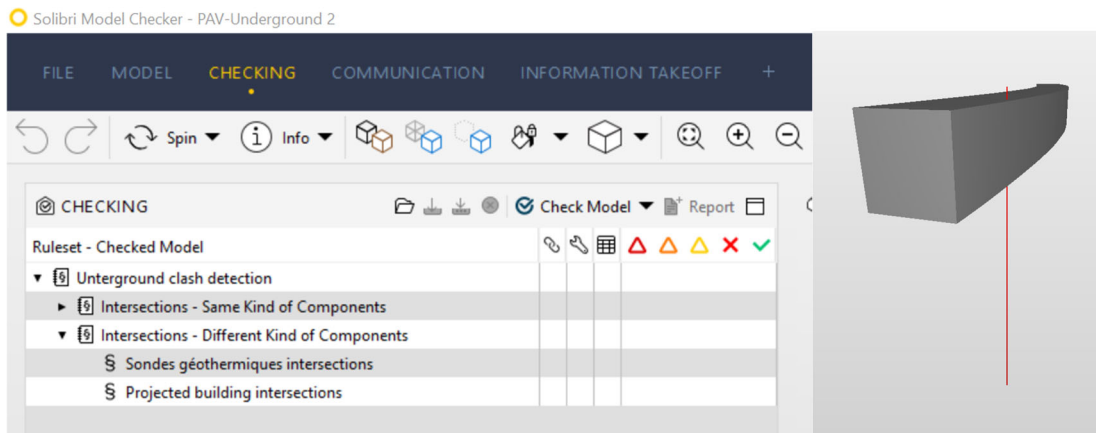 Solibri Model Checker - PAV-Underground 2
FILE MODEL CHECKING COMMUNICATION INFORMATION TAKEOFF +
Spin Info
CHECKING Check Model Report
Ruleset - Checked Model
§ Unterground clash detection
§ Intersections - Same Kind of Components
§ Intersections - Different Kind of Components
§ Sondes géothermiques intersections
§ Projected building intersections